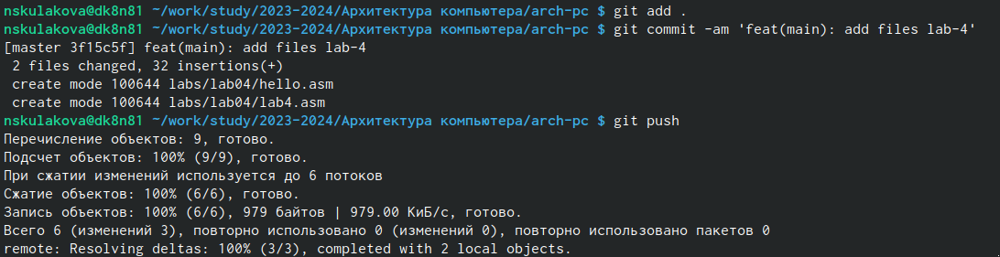 nskulakova@dk8n81 ~/work/study/2023-2024/Архитектура компьютера/arch-pc $ git add .
nskulakova@dk8n81 ~/work/study/2023-2024/Архитектура компьютера/arch-pc $ git commit -am 'feat(main): add files lab-4'
[master 3f15c5f] feat(main): add files lab-4
 2 files changed, 32 insertions(+)
 create mode 100644 labs/lab04/hello.asm
 create mode 100644 labs/lab04/lab4.asm
nskulakova@dk8n81 ~/work/study/2023-2024/Архитектура компьютера/arch-pc $ git push
Перечисление объектов: 9, готово.
Подсчет объектов: 100% (9/9), готово.
При сжатии изменений используется до 6 потоков
Сжатие объектов: 100% (6/6), готово.
Запись объектов: 100% (6/6), 979 байтов | 979.00 КиБ/с, готово.
Всего 6 (изменений 3), повторно использовано 0 (изменений 0), повторно использовано пакетов 0
remote: Resolving deltas: 100% (3/3), completed with 2 local objects.